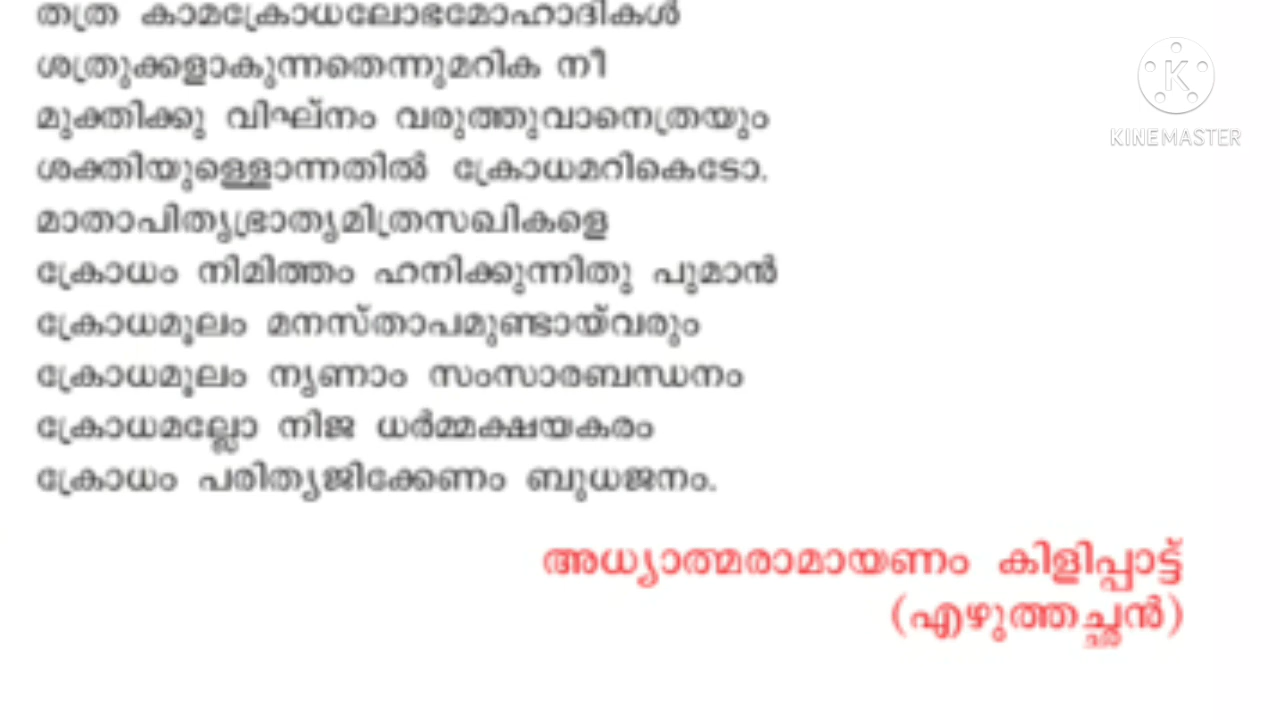 തത്ര കാമക്രോധലോഭമോഹാദികൾ
ശത്രുക്കളാകുന്നതെന്നുമറിക നീ
മുക്തിക്കു വിഘ്നം വരുത്തുവാനെത്രയും
ശക്തിയുള്ളൊന്നതിൽ ക്രോധമറികെടോ.
മാതാപിതൃഭ്രാതൃമിത്രസഖികളെ
ക്രോധം നിമിത്തം ഹനിക്കുന്നിതു പുമാൻ
ക്രോധമൂലം മനസ്താപമുണ്ടായ്‌വരും
ക്രോധമൂലം നൃണാം സംസാരബന്ധനം
ക്രോധമല്ലോ നിജ ധർമ്മക്ഷയകരം
ക്രോധം പരിത്യജിക്കേണം ബുധജനം.
അധ്യാത്മരാമായണം കിളിപ്പാട്ട്
(എഴുത്തച്ഛൻ)
K
KINEMASTER